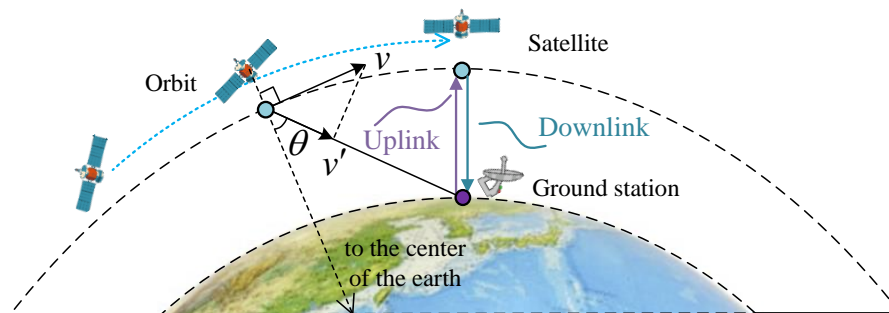 Satellite
v
Orbit
θ
v'
Uplink
Downlink
Ground station
to the center
of the earth